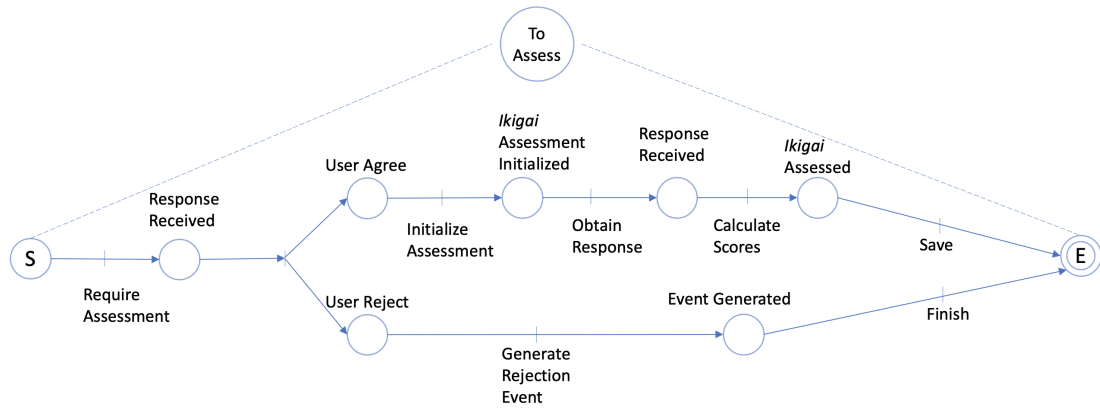 To
Assess
Ikigai
Assessment
Initialized
Response
Received
Ikigai
Assessed
User Agree
Response
Received
Initialize
Assessment
Obtain
Response
Calculate
Scores
Save
S
E
Require
Assessment
User Reject
Event Generated
Finish
Generate
Rejection
Event